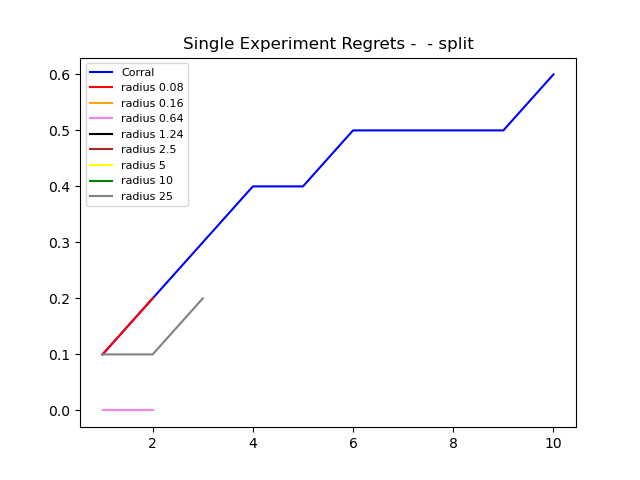 Single Experiment Regrets -  - split
Corral
radius 0.08
radius 0.16
radius 0.64
radius 1.24
radius 2.5
radius 5
radius 10
radius 25
0.6
0.5
0.4
0.3
0.2
0.1
0.0
2 4 6 8 10